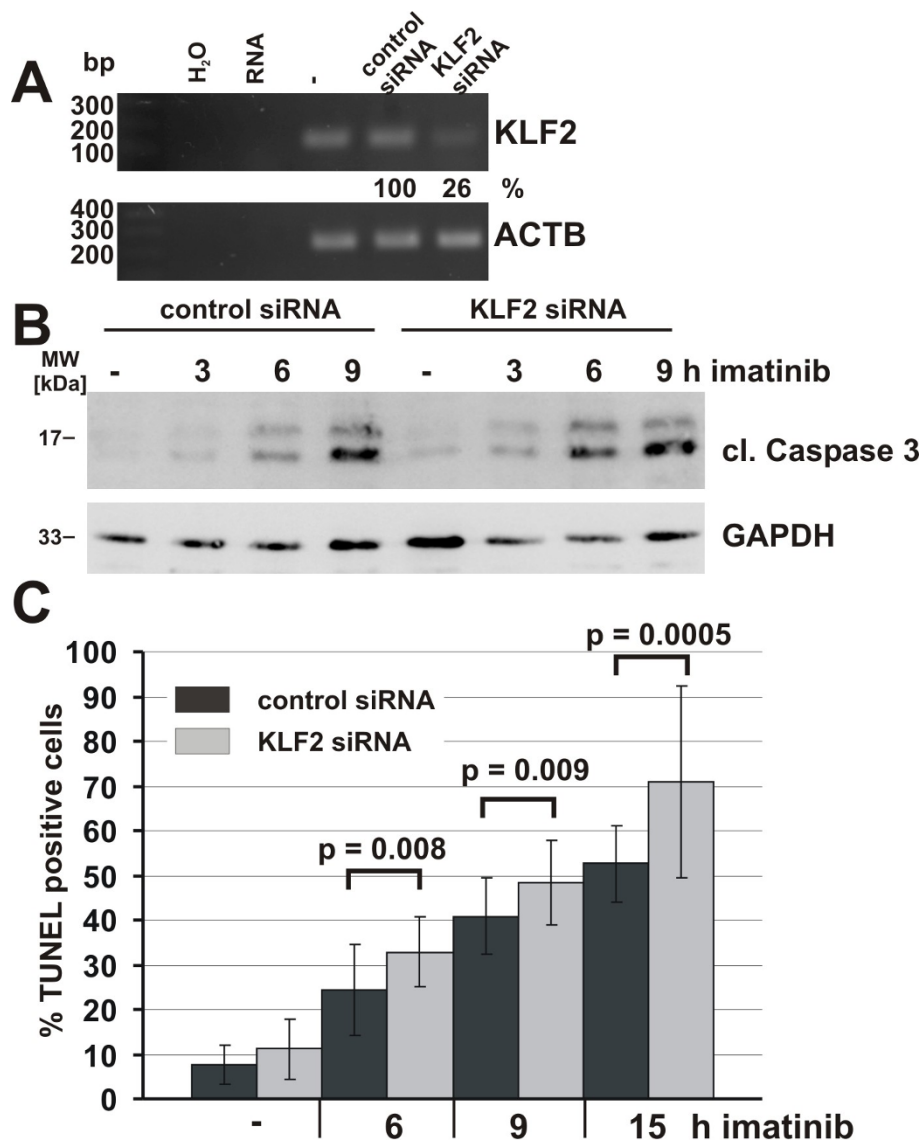 A
bp
H₂O
RNA
-
control siRNA
KLF2 siRNA
300
200
100
KLF2
100 26 %
400
300
200
ACTB
control siRNA KLF2 siRNA
B
MW
[kDa]
- 3 6 9 - 3 6 9 h imatinib
17–
cl. Caspase 3
33–
GAPDH
C
p = 0.0005
100
90
control siRNA
80
KLF2 siRNA
70
p = 0.009
60
p = 0.008
50
40
30
20
10
0
% TUNEL positive cells
- 6 9 15 h imatinib